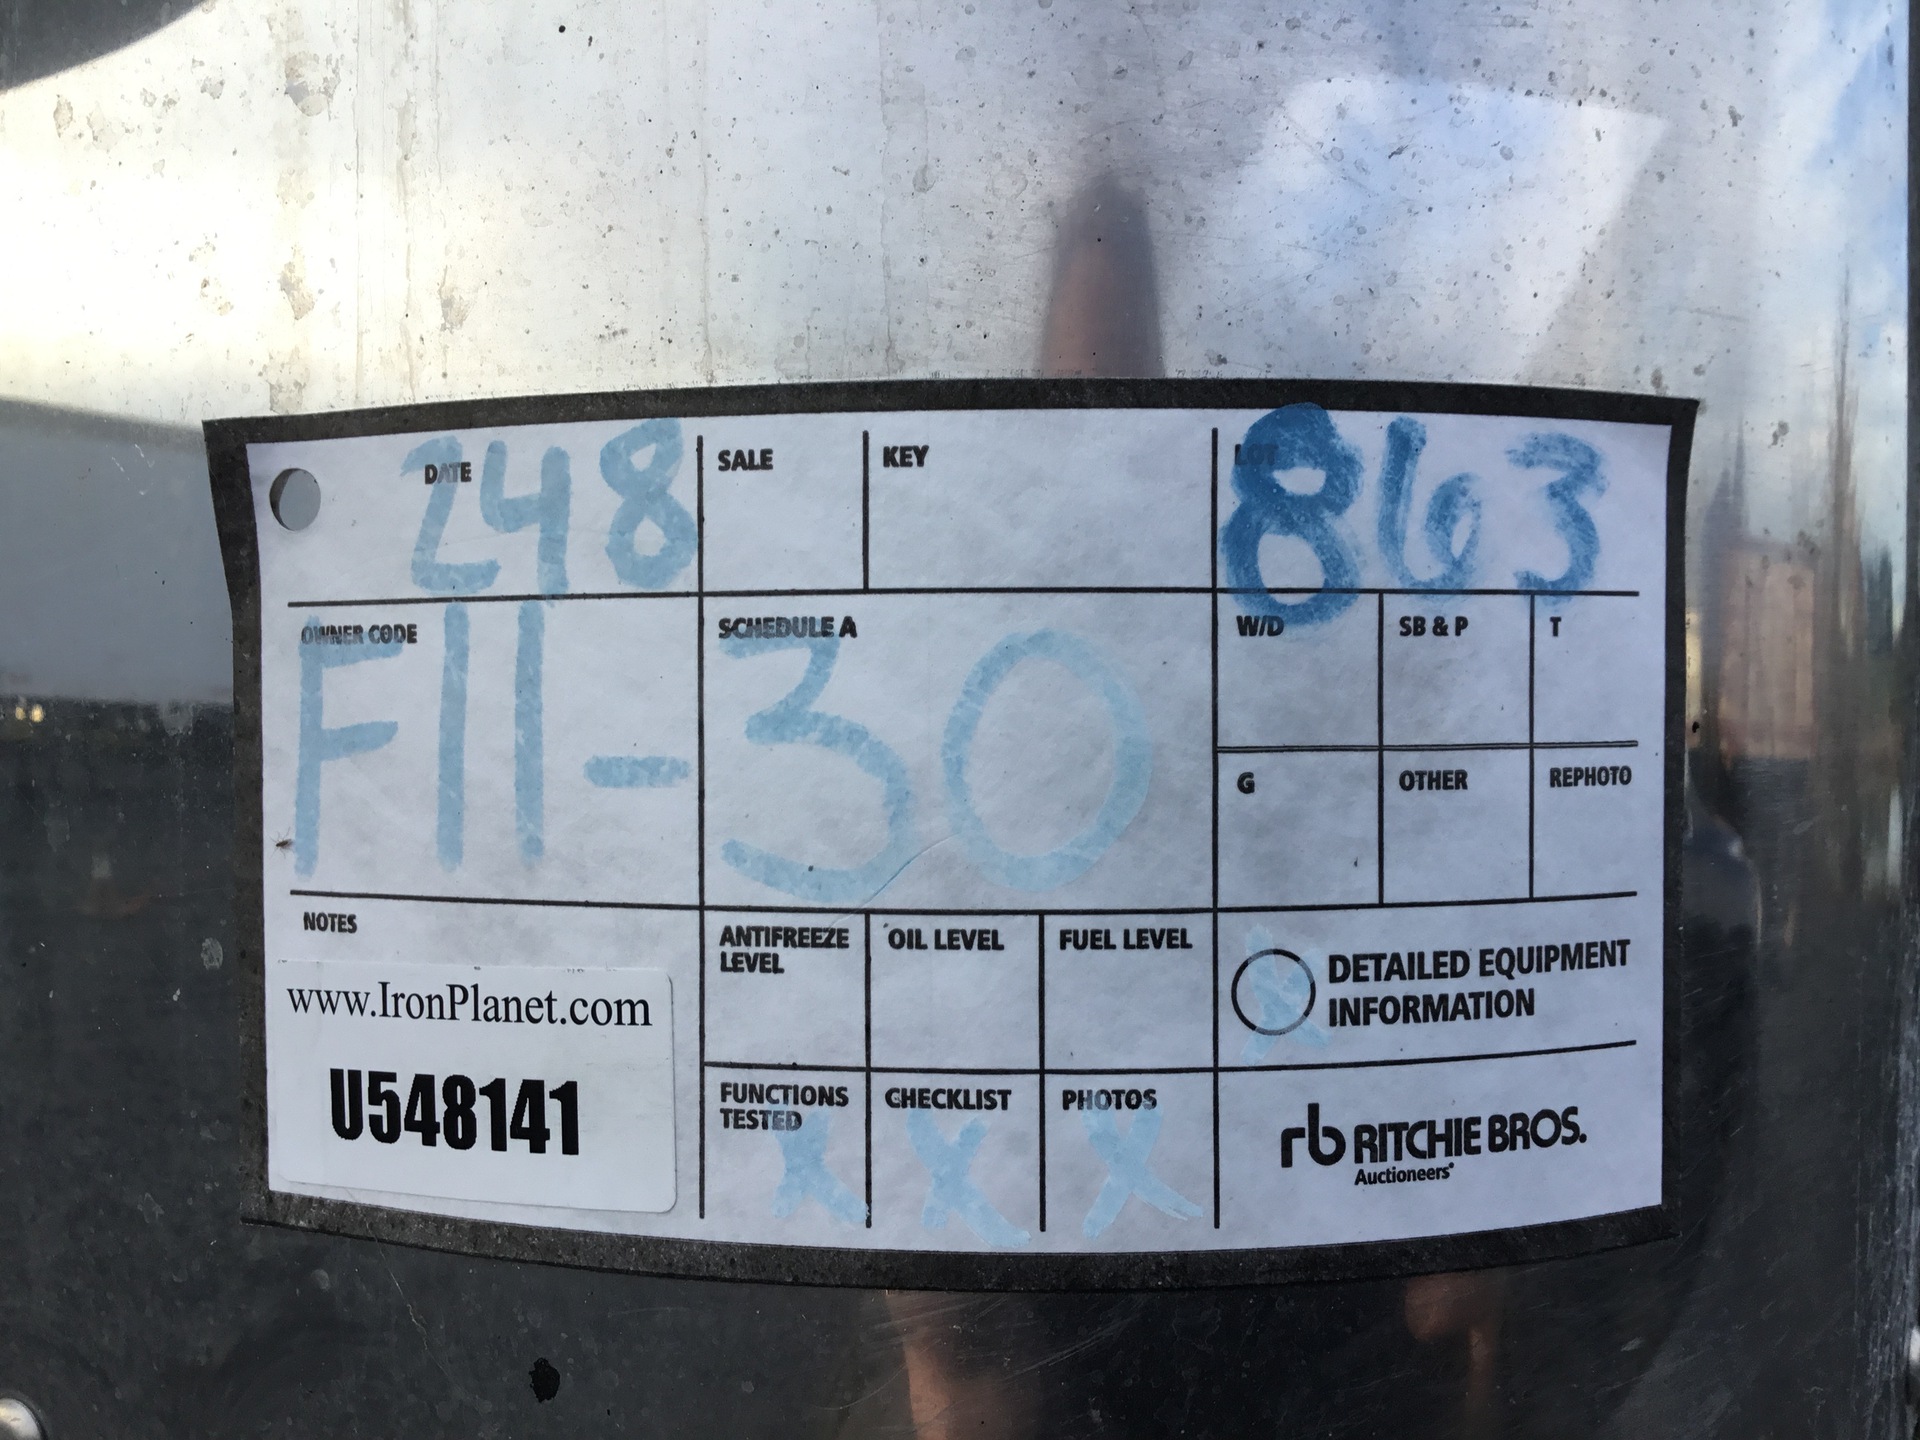 DATE 248
SALE
KEY
LOT 863
OWNER CODE
F11-30
SCHEDULE A
W/D
SB & P
T
G
OTHER
REPHOTO
NOTES
www.IronPlanet.com
U548141
ANTIFREEZE
LEVEL
OIL LEVEL
FUEL LEVEL
FUNCTIONS
TESTED
X
CHECKLIST
X
PHOTOS
X
X
DETAILED EQUIPMENT
INFORMATION
rb RITCHIE BROS.
Auctioneers®